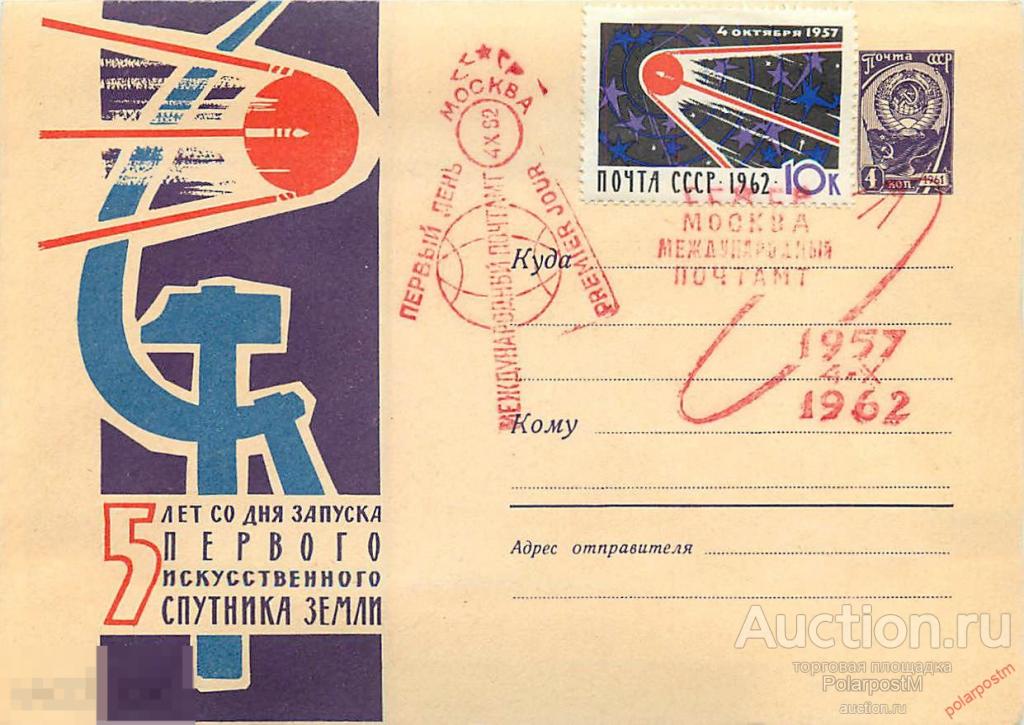 4 ОКТЯБРЯ 1957
ПОЧТА СССР · 1962 · 10 К
Почта СССР
4 коп. 1961
СССР
МОСКВА
4 X 62
ПЕРВЫЙ ДЕНЬ
МЕЖДУНАРОДНЫЙ ПОЧТАМТ
PREMIER JOUR
МОСКВА
МЕЖДУНАРОДНЫЙ
ПОЧТАМТ
1957
4-X
1962
Куда
Кому
Адрес отправителя
5 ЛЕТ СО ДНЯ ЗАПУСКА
ПЕРВОГО
ИСКУССТВЕННОГО
СПУТНИКА ЗЕМЛИ
Auction.ru
торговая площадка
PolarpostM
auction.ru
polarpostm